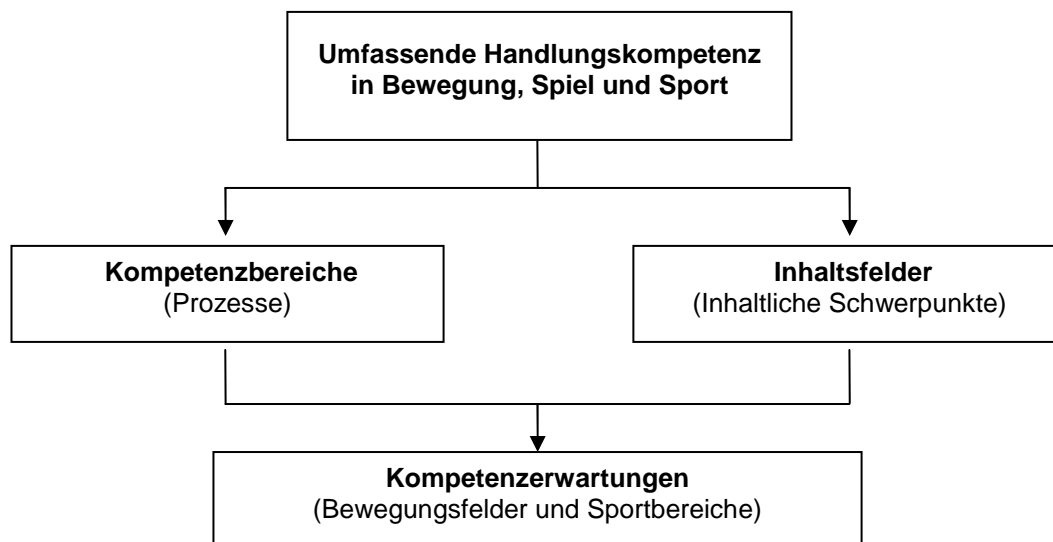 Umfassende Handlungskompetenz
in Bewegung, Spiel und Sport
Kompetenzbereiche
(Prozesse)
Inhaltsfelder
(Inhaltliche Schwerpunkte)
Kompetenzerwartungen
(Bewegungsfelder und Sportbereiche)